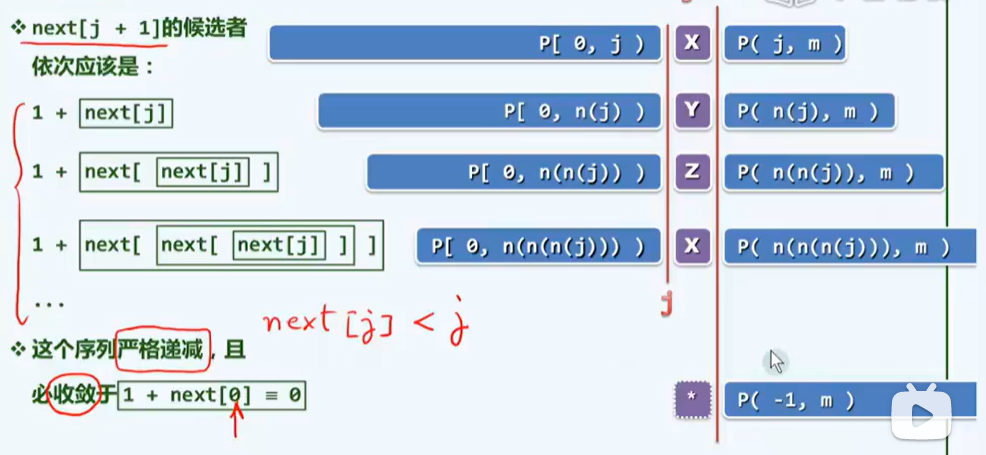 ❖ next[j + 1]的候选者
依次应该是：
1 + next[j]
1 + next[ next[j] ]
1 + next[ next[ next[j] ] ]
...
❖ 这个序列严格递减，且
必收敛于 1 + next[0] ≡ 0
next[j] < j
P[ 0, j ) X P( j, m )
P[ 0, n(j) ) Y P( n(j), m )
P[ 0, n(n(j)) ) Z P( n(n(j)), m )
P[ 0, n(n(n(j))) ) X P( n(n(n(j))), m )
j
* P( -1, m )